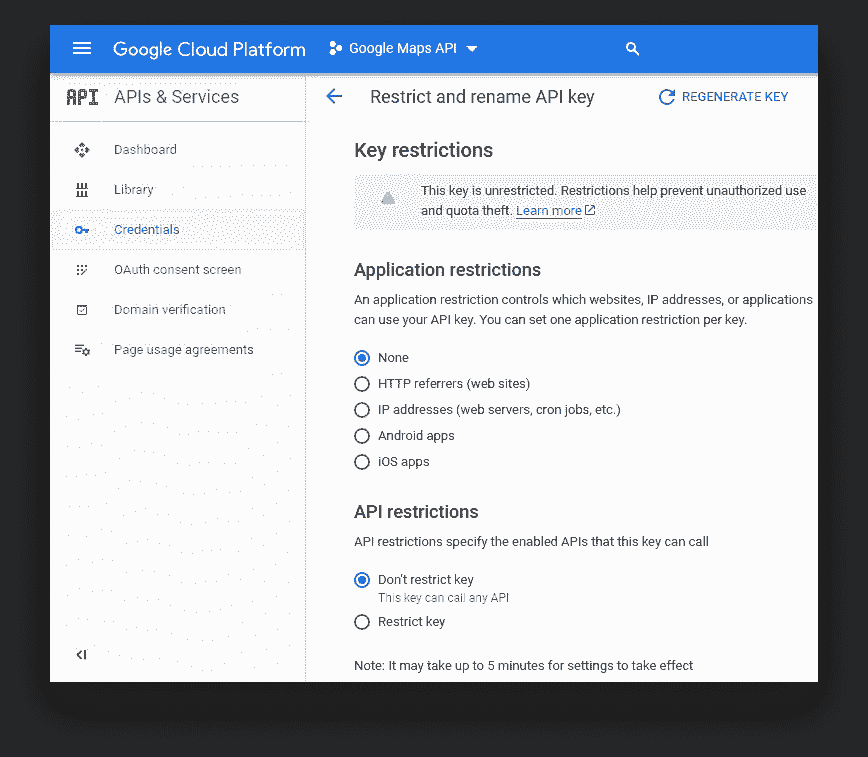 Google Cloud Platform
Google Maps API
API
APIs & Services
Dashboard
Library
Credentials
OAuth consent screen
Domain verification
Page usage agreements
Restrict and rename API key
REGENERATE KEY
Key restrictions
This key is unrestricted. Restrictions help prevent unauthorized use
and quota theft. Learn more
Application restrictions
An application restriction controls which websites, IP addresses, or applications
can use your API key. You can set one application restriction per key.
None
HTTP referrers (web sites)
IP addresses (web servers, cron jobs, etc.)
Android apps
iOS apps
API restrictions
API restrictions specify the enabled APIs that this key can call
Don't restrict key
This key can call any API
Restrict key
Note: It may take up to 5 minutes for settings to take effect